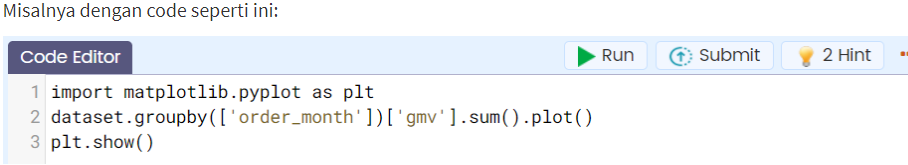 Misalnya dengan code seperti ini:
Code Editor Run Submit 2 Hint
1 import matplotlib.pyplot as plt
2 dataset.groupby(['order_month'])['gmv'].sum().plot()
3 plt.show()